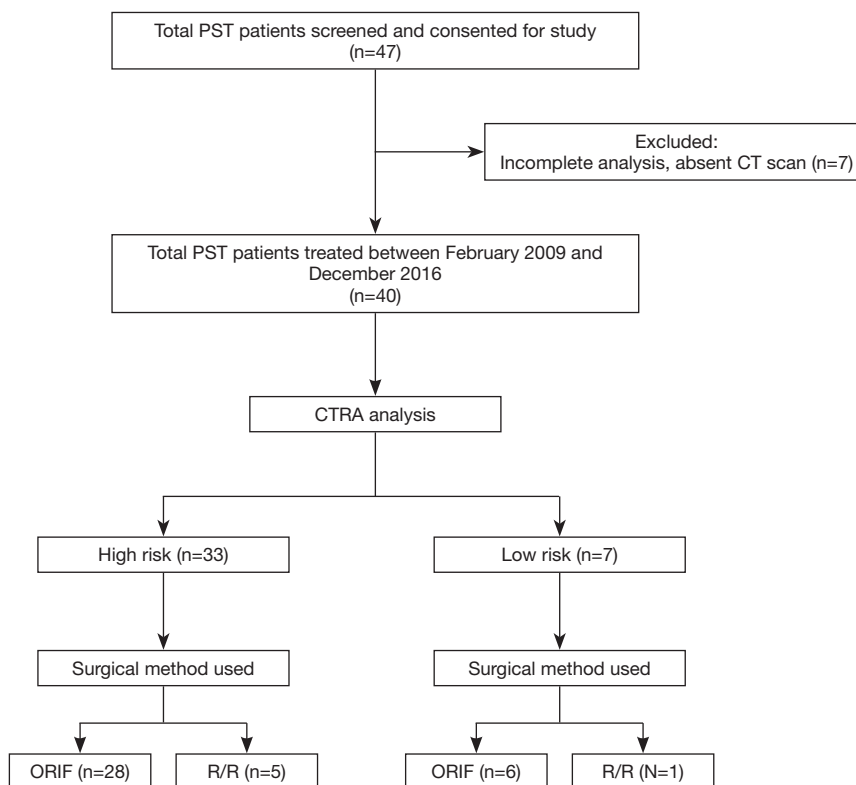 Total PST patients screened and consented for study
(n=47)
Excluded:
Incomplete analysis, absent CT scan (n=7)
Total PST patients treated between February 2009 and
December 2016
(n=40)
CTRA analysis
High risk (n=33)
Low risk (n=7)
Surgical method used
Surgical method used
ORIF (n=28)
R/R (n=5)
ORIF (n=6)
R/R (N=1)